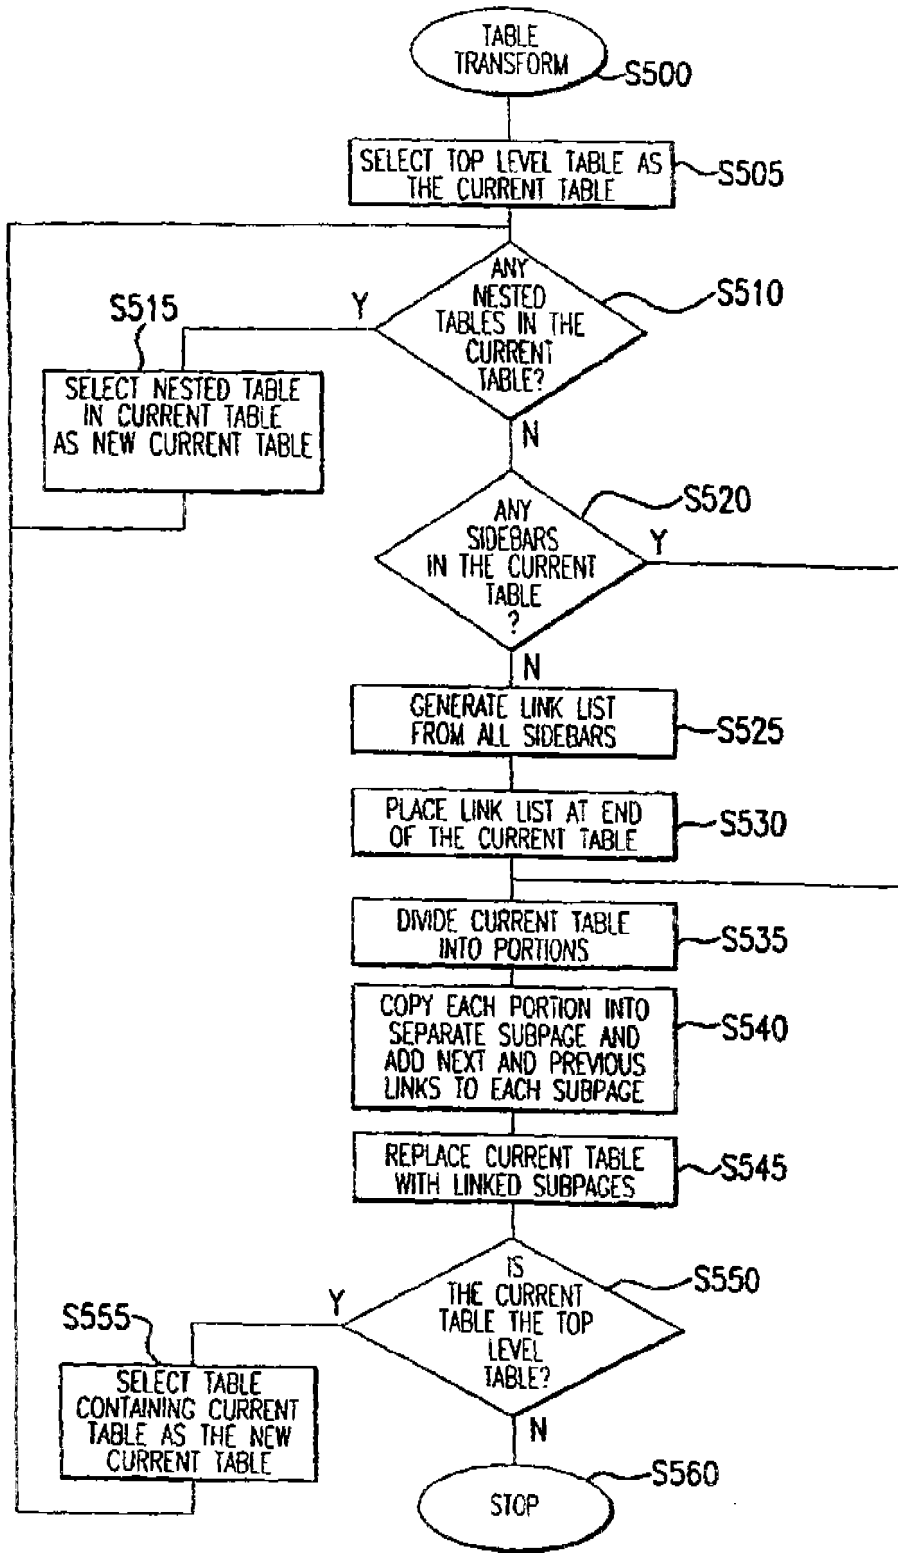 TABLE
TRANSFORM
S500
SELECT TOP LEVEL TABLE AS
THE CURRENT TABLE
S505
ANY
NESTED
TABLES IN THE
CURRENT
TABLE?
S510
Y
N
S515
SELECT NESTED TABLE
IN CURRENT TABLE
AS NEW CURRENT TABLE
S520
ANY
SIDEBARS
IN THE CURRENT
TABLE
?
Y
N
GENERATE LINK LIST
FROM ALL SIDEBARS
S525
PLACE LINK LIST AT END
OF THE CURRENT TABLE
S530
DIVIDE CURRENT TABLE
INTO PORTIONS
S535
COPY EACH PORTION INTO
SEPARATE SUBPAGE AND
ADD NEXT AND PREVIOUS
LINKS TO EACH SUBPAGE
S540
REPLACE CURRENT TABLE
WITH LINKED SUBPAGES
S545
IS
THE CURRENT
TABLE THE TOP
LEVEL
TABLE?
S550
Y
N
S555
SELECT TABLE
CONTAINING CURRENT
TABLE AS THE NEW
CURRENT TABLE
STOP
S560